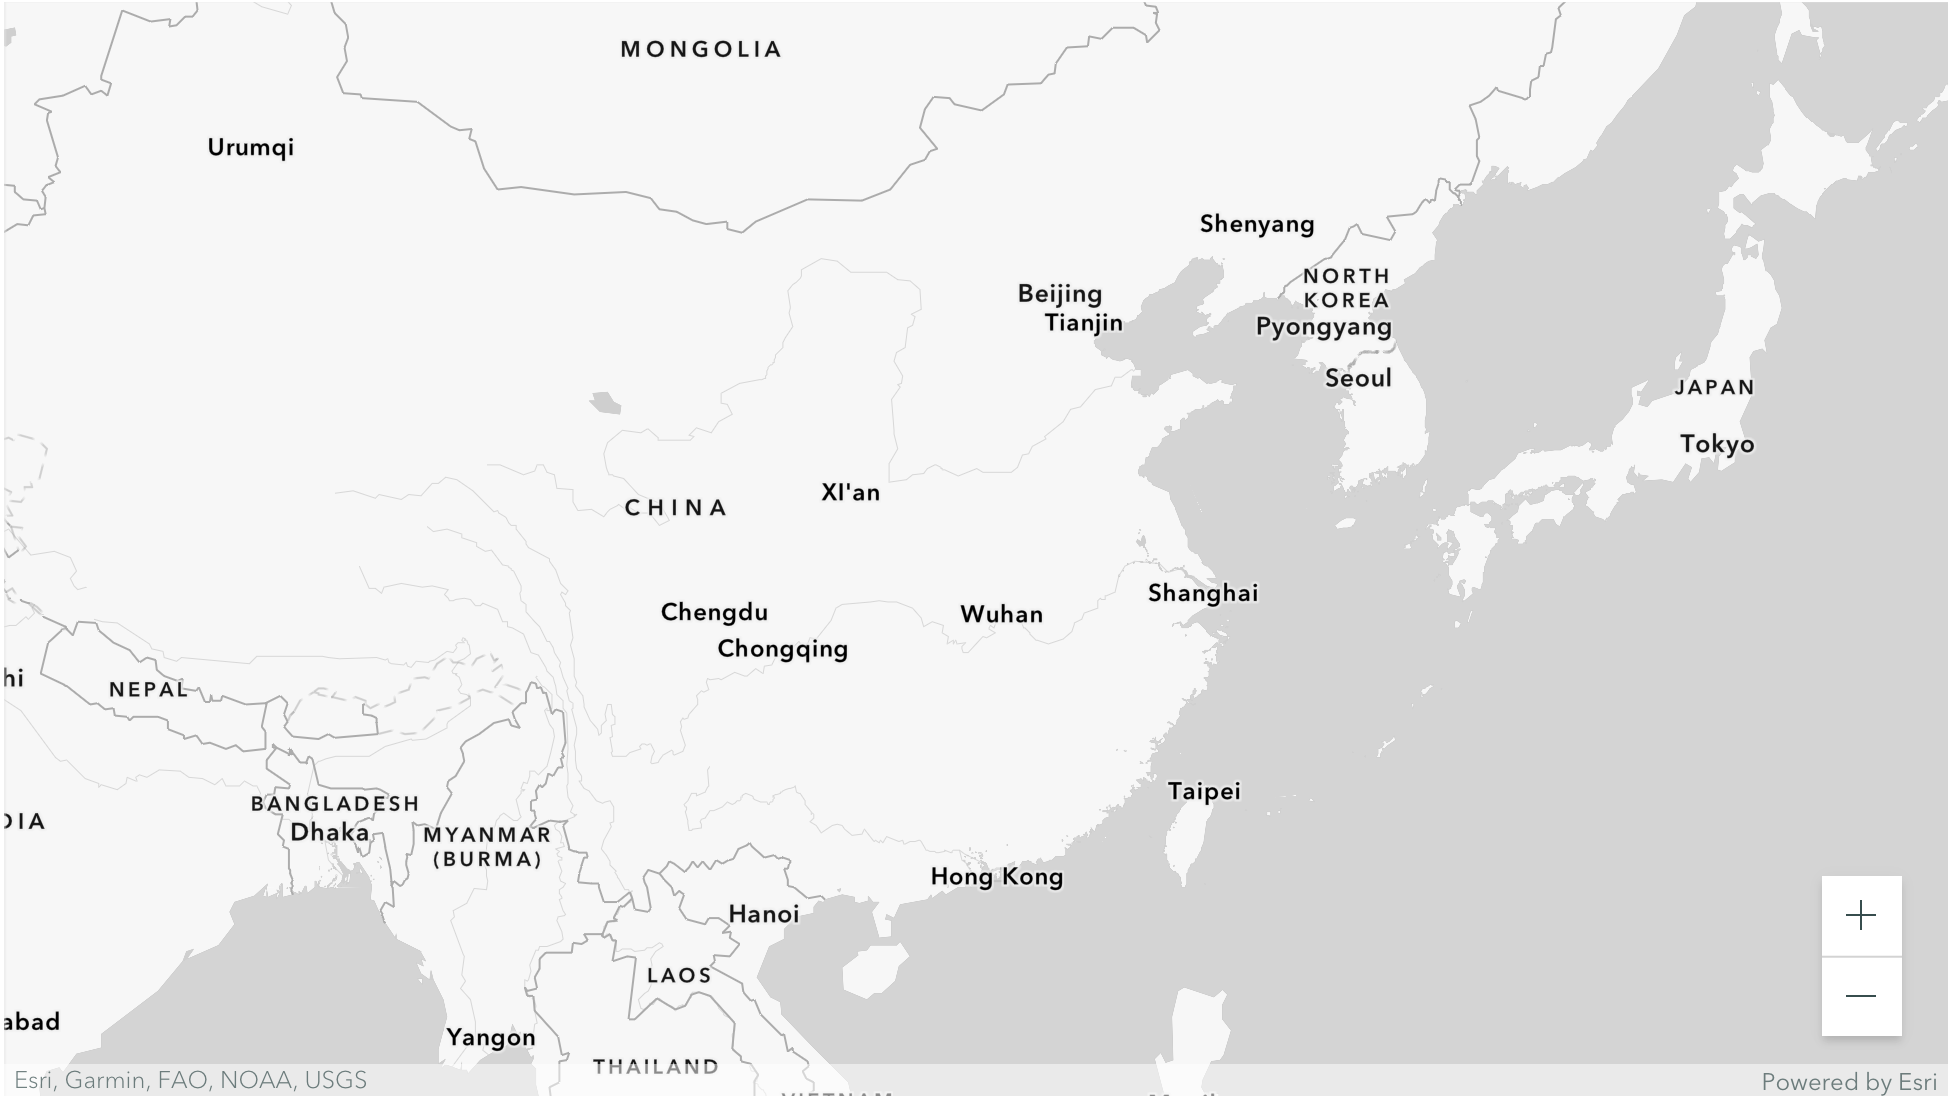 MONGOLIA
Urumqi
Shenyang
NORTH
KOREA
Beijing
Tianjin
Pyongyang
Seoul
JAPAN
Tokyo
XI'an
CHINA
Shanghai
Chengdu
Wuhan
Chongqing
hi
NEPAL
Taipei
BANGLADESH
DIA
Dhaka
MYANMAR
(BURMA)
Hong Kong
Hanoi
LAOS
abad
Yangon
THAILAND
Esri, Garmin, FAO, NOAA, USGS
Powered by Esri